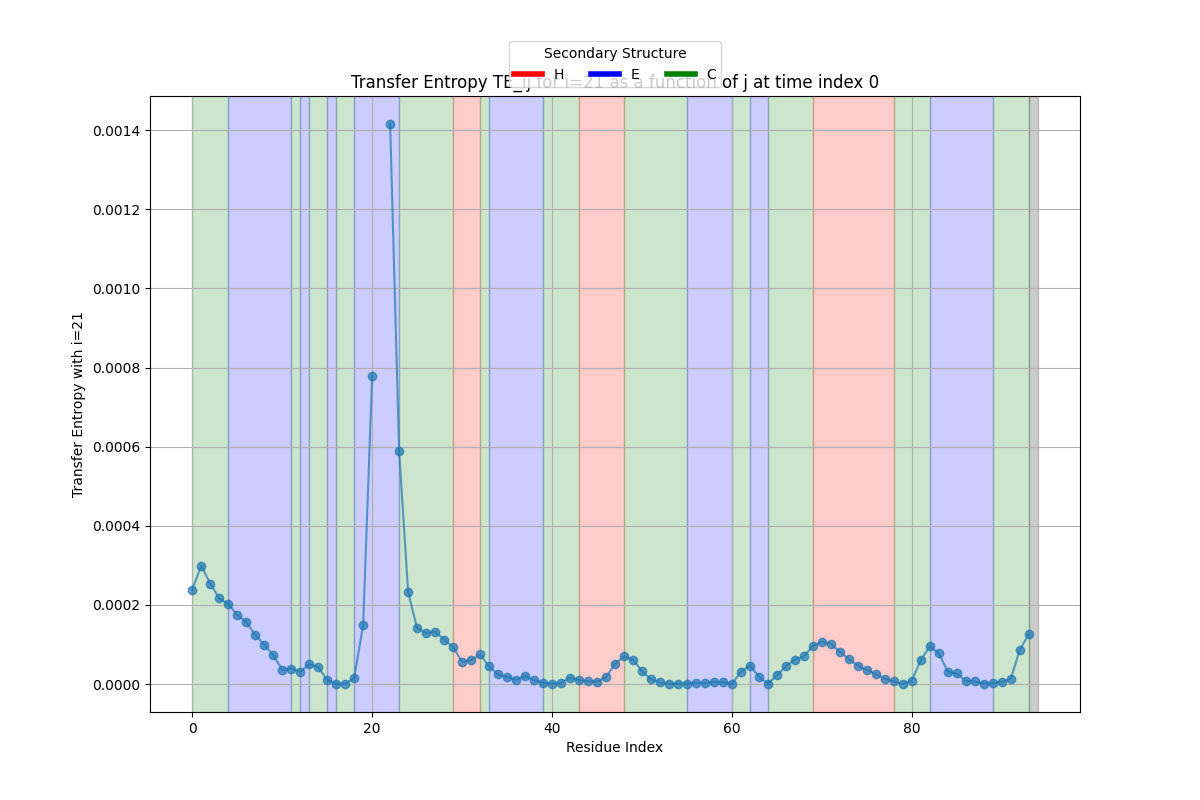 Secondary Structure
H E C
Transfer Entropy TE_ij for i=21 as a function of j at time index 0
Transfer Entropy with i=21
0.0014
0.0012
0.0010
0.0008
0.0006
0.0004
0.0002
0.0000
0 20 40 60 80
Residue Index